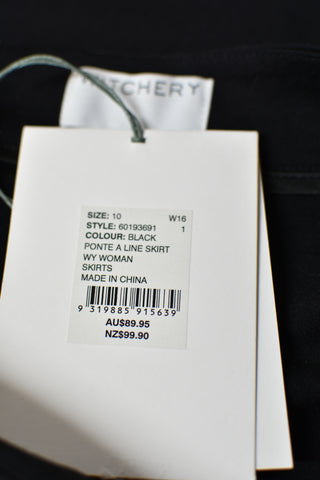 WITCHERY
SIZE: 10 W16
STYLE: 60193691 1
COLOUR: BLACK
PONTE A LINE SKIRT
WY WOMAN
SKIRTS
MADE IN CHINA
9 319885 915639
AU$89.95
NZ$99.90